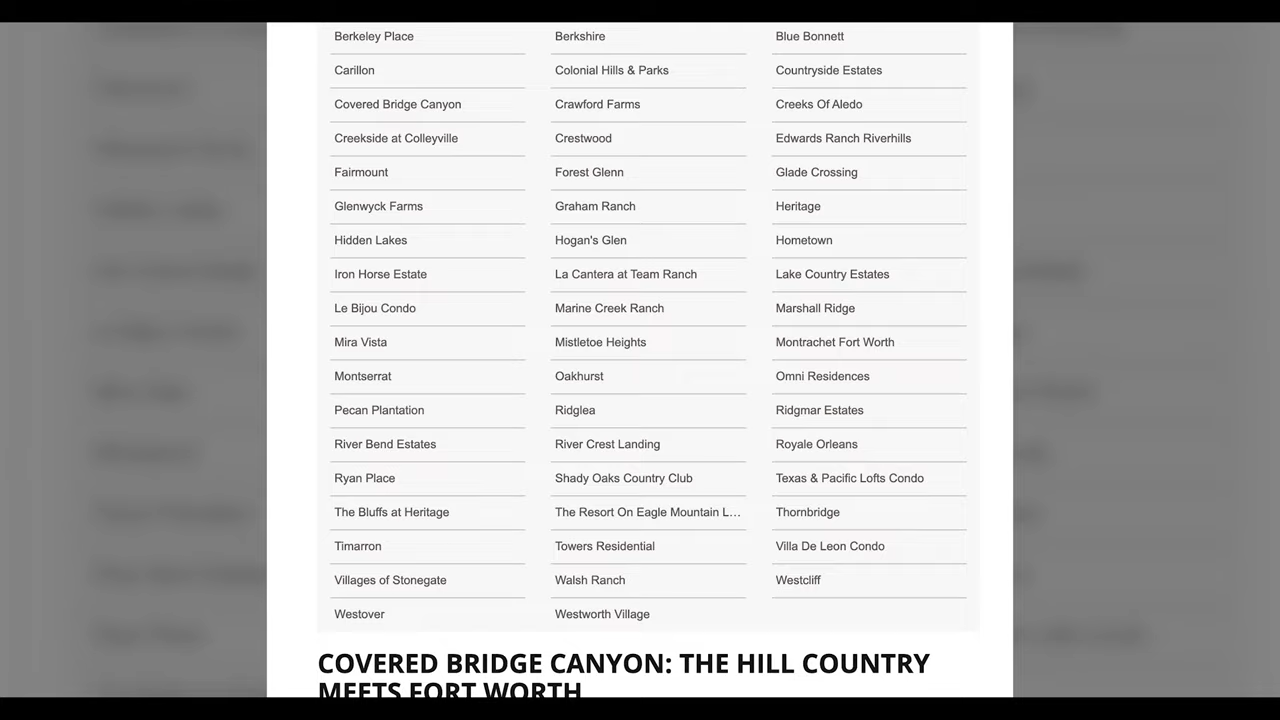 Berkeley Place Berkshire Blue Bonnett
Carillon Colonial Hills & Parks Countryside Estates
Covered Bridge Canyon Crawford Farms Creeks Of Aledo
Creekside at Colleyville Crestwood Edwards Ranch Riverhills
Fairmount Forest Glenn Glade Crossing
Glenwyck Farms Graham Ranch Heritage
Hidden Lakes Hogan's Glen Hometown
Iron Horse Estate La Cantera at Team Ranch Lake Country Estates
Le Bijou Condo Marine Creek Ranch Marshall Ridge
Mira Vista Mistletoe Heights Montrachet Fort Worth
Montserrat Oakhurst Omni Residences
Pecan Plantation Ridglea Ridgmar Estates
River Bend Estates River Crest Landing Royale Orleans
Ryan Place Shady Oaks Country Club Texas & Pacific Lofts Condo
The Bluffs at Heritage The Resort On Eagle Mountain L... Thornbridge
Timarron Towers Residential Villa De Leon Condo
Villages of Stonegate Walsh Ranch Westcliff
Westover Westworth Village
COVERED BRIDGE CANYON: THE HILL COUNTRY
MEETS FORT WORTH